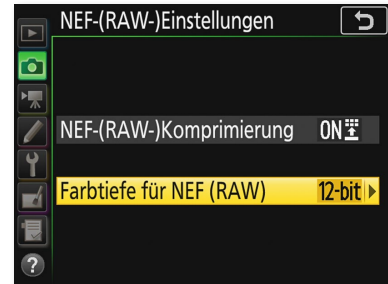 NEF-(RAW-)Einstellungen
NEF-(RAW-)Komprimierung ON
Farbtiefe für NEF (RAW) 12-bit
?